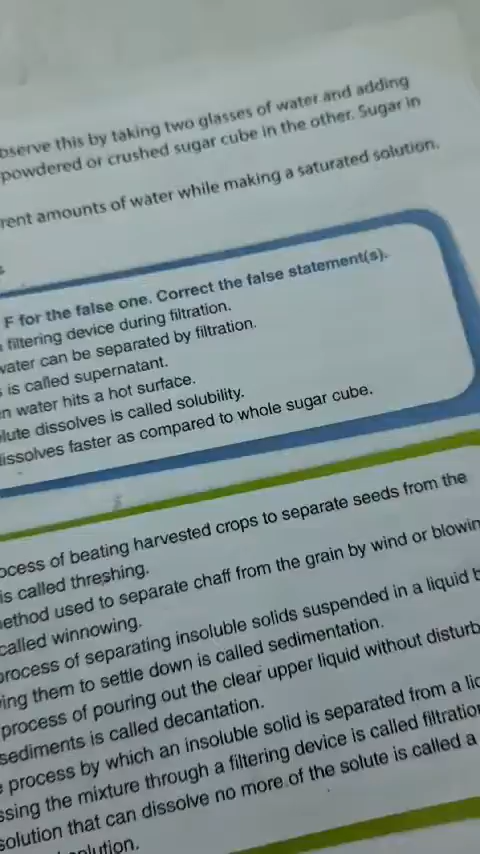 bserve this by taking two glasses of water and adding
powdered or crushed sugar cube in the other. Sugar in
rent amounts of water while making a saturated solution.
s
F for the false one. Correct the false statement(s).
filtering device during filtration.
water can be separated by filtration.
is called supernatant.
n water hits a hot surface.
lute dissolves is called solubility.
issolves faster as compared to whole sugar cube.
ocess of beating harvested crops to separate seeds from the
is called threshing.
ethod used to separate chaff from the grain by wind or blowin
called winnowing.
process of separating insoluble solids suspended in a liquid b
ing them to settle down is called sedimentation.
process of pouring out the clear upper liquid without disturb
sediments is called decantation.
process by which an insoluble solid is separated from a liq
ssing the mixture through a filtering device is called filtration
solution that can dissolve no more of the solute is called a
olution.